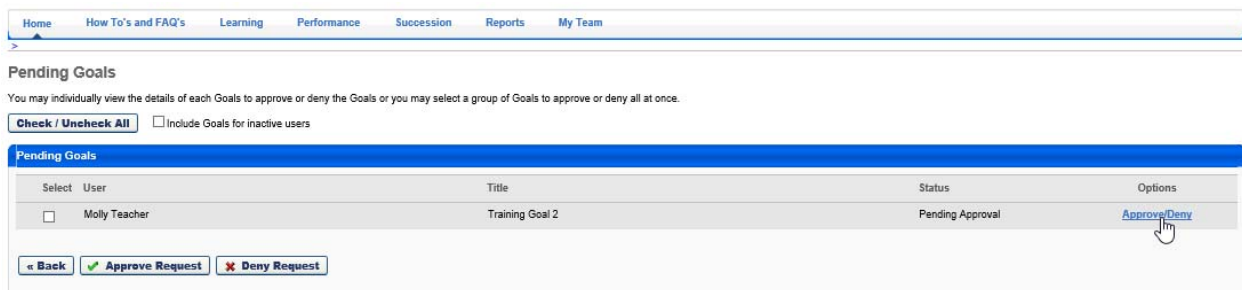 Home How To's and FAQ's Learning Performance Succession Reports My Team
>
Pending Goals
You may individually view the details of each Goals to approve or deny the Goals or you may select a group of Goals to approve or deny all at once.
Check / Uncheck All Include Goals for inactive users
Pending Goals
Select User Title Status Options
Molly Teacher Training Goal 2 Pending Approval Approve/Deny
« Back Approve Request Deny Request